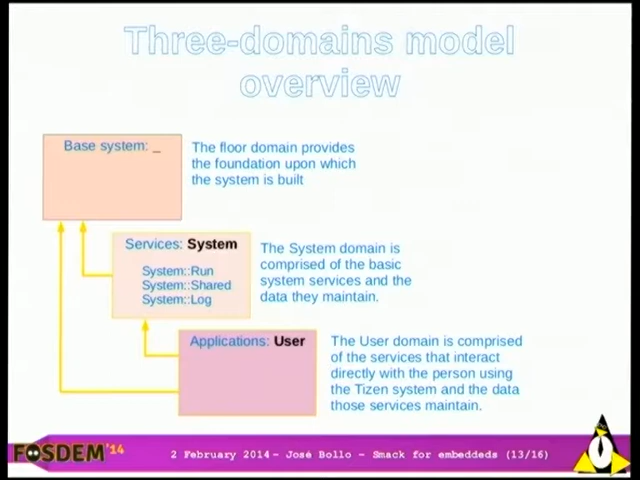 Three-domains model
overview
Base system: _
The floor domain provides
the foundation upon which
the system is built
Services: System
System::Run
System::Shared
System::Log
The System domain is
comprised of the basic
system services and the
data they maintain.
Applications: User
The User domain is comprised
of the services that interact
directly with the person using
the Tizen system and the data
those services maintain.
FOSDEM'14
2 February 2014 – José Bollo – Smack for embeddeds (13/16)